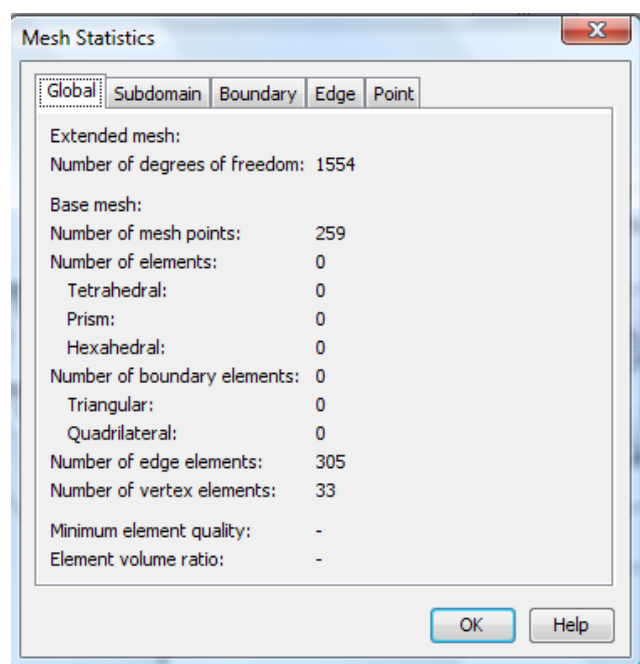 Mesh Statistics
Global Subdomain Boundary Edge Point
Extended mesh:
Number of degrees of freedom: 1554
Base mesh:
Number of mesh points: 259
Number of elements: 0
Tetrahedral: 0
Prism: 0
Hexahedral: 0
Number of boundary elements: 0
Triangular: 0
Quadrilateral: 0
Number of edge elements: 305
Number of vertex elements: 33
Minimum element quality: -
Element volume ratio: -
OK Help